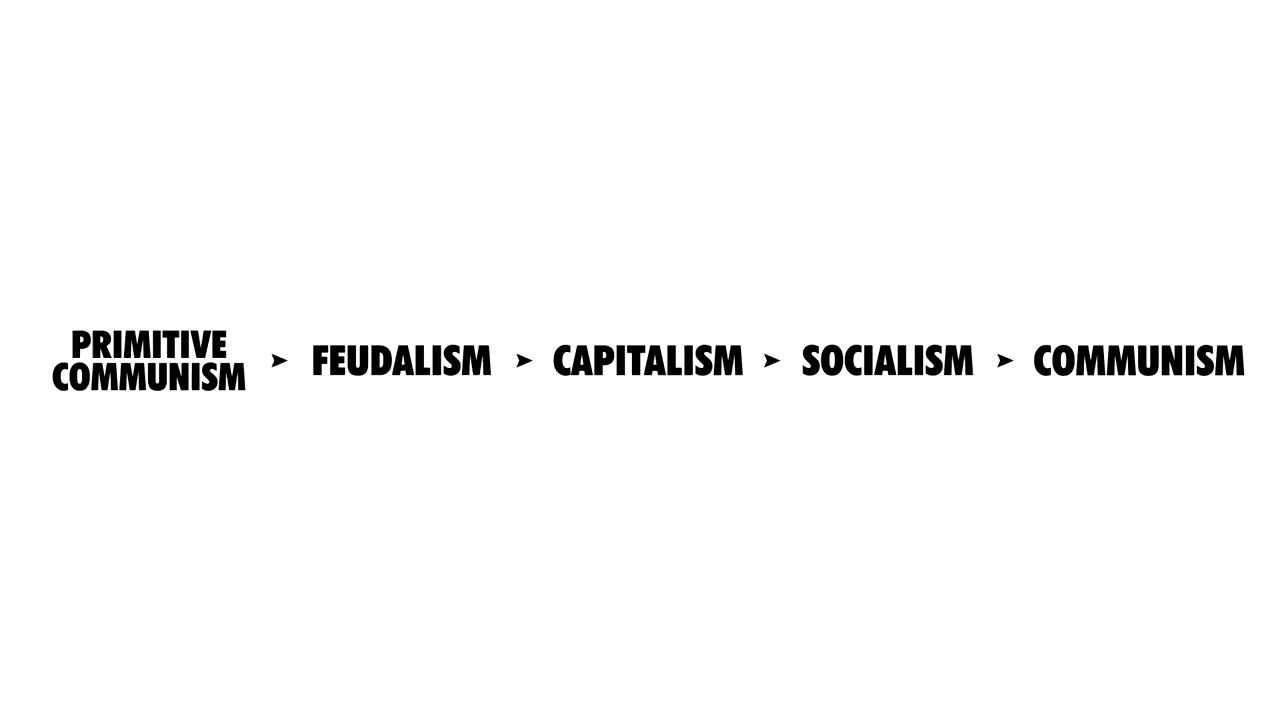 PRIMITIVE
COMMUNISM ➤ FEUDALISM ➤ CAPITALISM ➤ SOCIALISM ➤ COMMUNISM